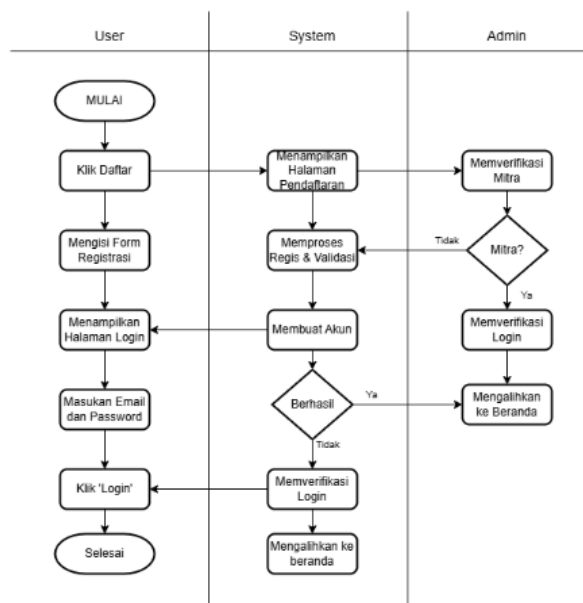 User
System
Admin
MULAI
Klik Daftar
Menampilkan
Halaman
Pendaftaran
Memverifikasi
Mitra
Mengisi Form
Registrasi
Memproses
Regis & Validasi
Tidak
Mitra?
Ya
Menampilkan
Halaman Login
Membuat Akun
Memverifikasi
Login
Masukan Email
dan Password
Berhasil
Ya
Mengalihkan
ke Beranda
Tidak
Klik 'Login'
Memverifikasi
Login
Selesai
Mengalihkan ke
beranda